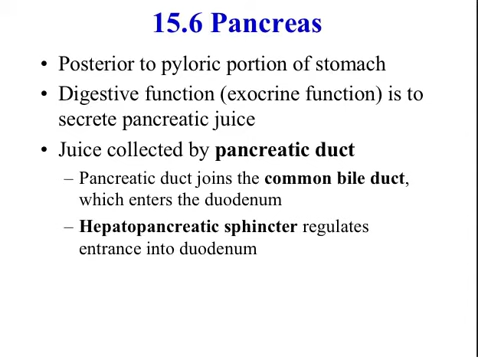 15.6 Pancreas
• Posterior to pyloric portion of stomach
• Digestive function (exocrine function) is to
secrete pancreatic juice
• Juice collected by pancreatic duct
– Pancreatic duct joins the common bile duct,
which enters the duodenum
– Hepatopancreatic sphincter regulates
entrance into duodenum